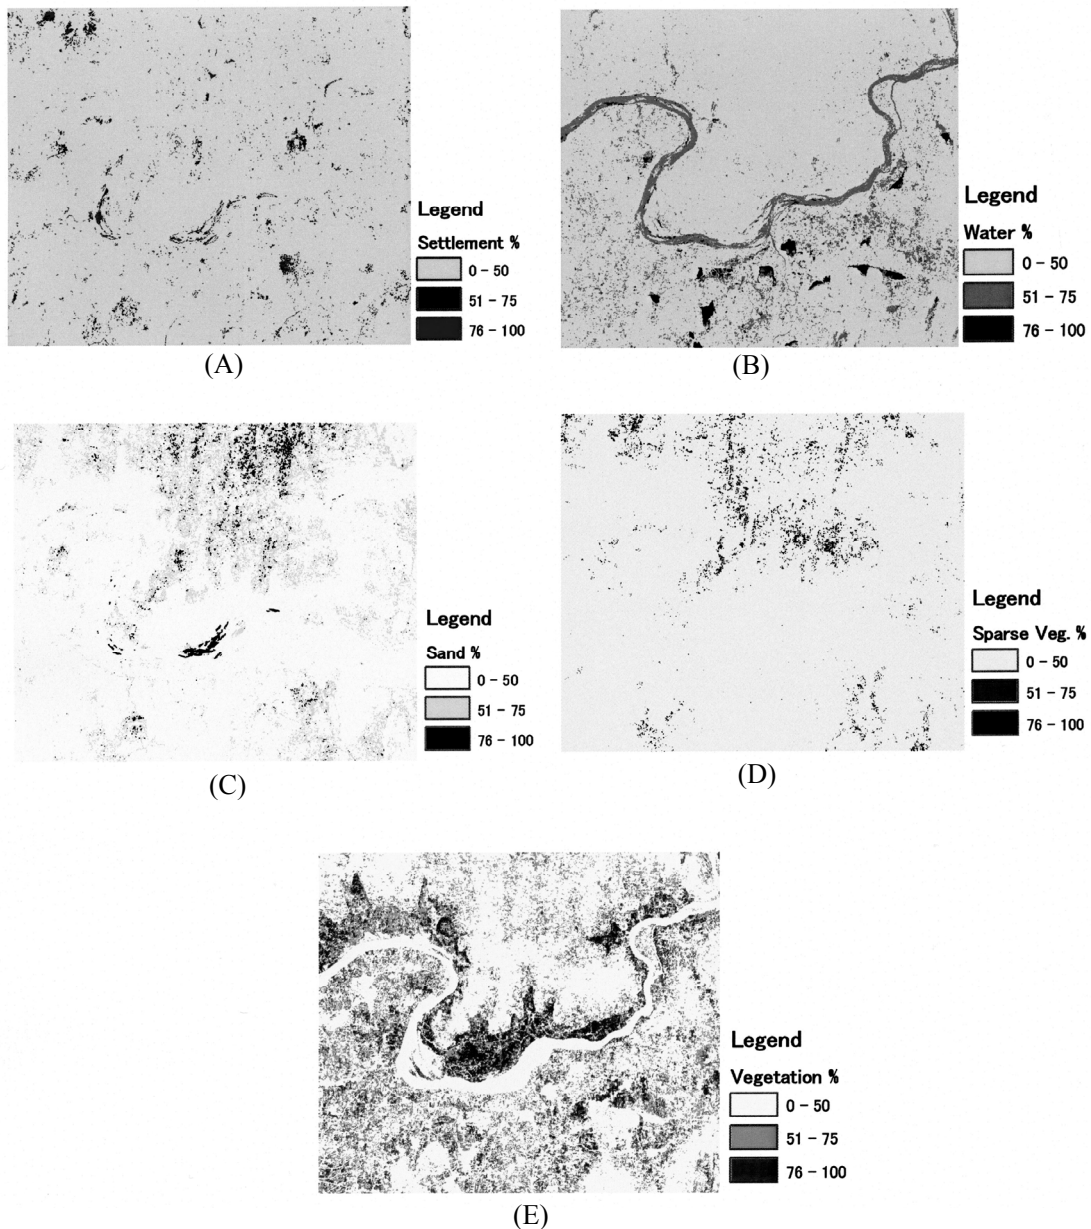 Legend
Settlement %
0 - 50
51 - 75
76 - 100
(A)
Legend
Water %
0 - 50
51 - 75
76 - 100
(B)
Legend
Sand %
0 - 50
51 - 75
76 - 100
(C)
Legend
Sparse Veg. %
0 - 50
51 - 75
76 - 100
(D)
Legend
Vegetation %
0 - 50
51 - 75
76 - 100
(E)